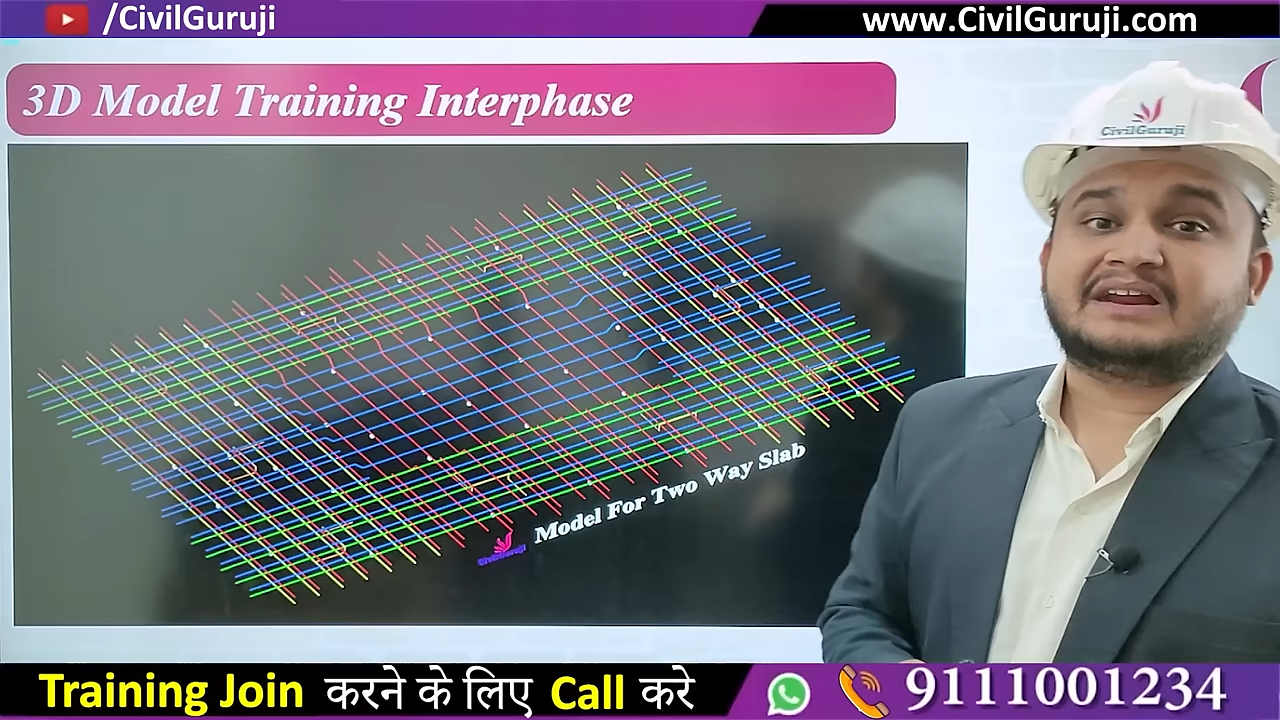 /CivilGuruji
www.CivilGuruji.com
3D Model Training Interphase
CivilGuruji
Model For Two Way Slab
CivilGuruji
Training Join करने के लिए Call करे
9111001234